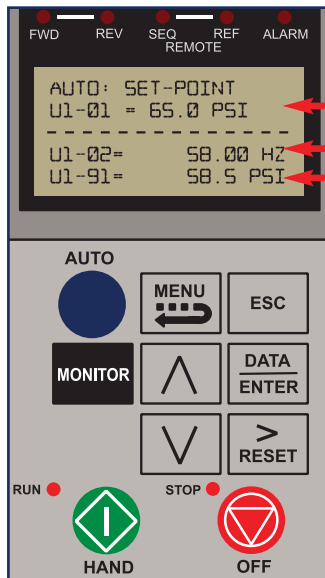 FWD REV SEQ REF ALARM
REMOTE
AUTO: SET-POINT
U1-01 = 65.0 PSI
U1-02= 58.00 HZ
U1-91= 58.5 PSI
AUTO
MENU
ESC
MONITOR
DATA
ENTER
>
RESET
RUN
STOP
HAND
OFF